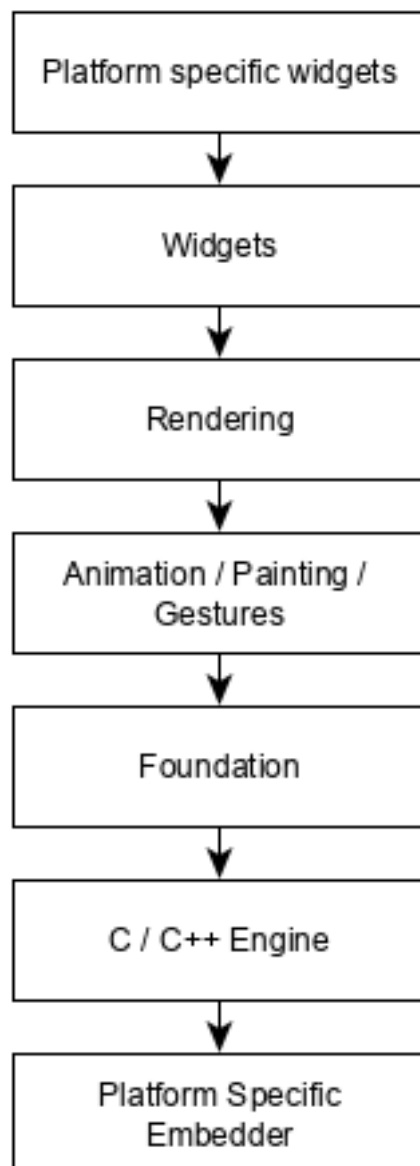 Platform specific widgets
Widgets
Rendering
Animation / Painting /
Gestures
Foundation
C / C++ Engine
Platform Specific
Embedder